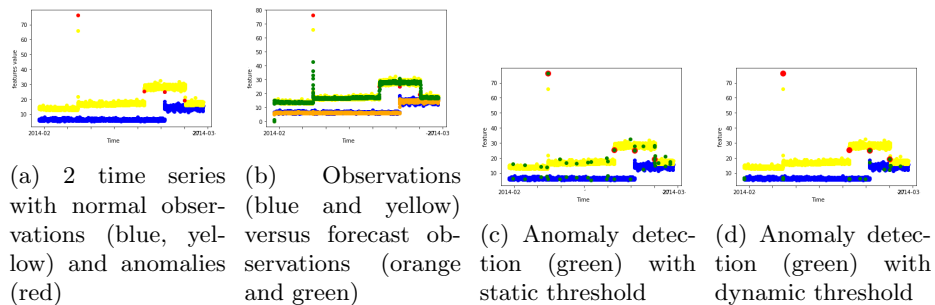 80
70
60
50
40
30
20
10
features value
2014-02
2014-03
Time
80
70
60
50
40
30
20
10
0
feature
2014-02
2014-03
Time
80
70
60
50
40
30
20
10
feature
2014-02
2014-03
Time
80
70
60
50
40
30
20
10
feature
2014-02
2014-03
Time
(a) 2 time series
with normal obser-
vations (blue, yel-
low) and anomalies
(red)
(b) Observations
(blue and yellow)
versus forecast ob-
servations (orange
and green)
(c) Anomaly detec-
tion (green) with
static threshold
(d) Anomaly detec-
tion (green) with
dynamic threshold